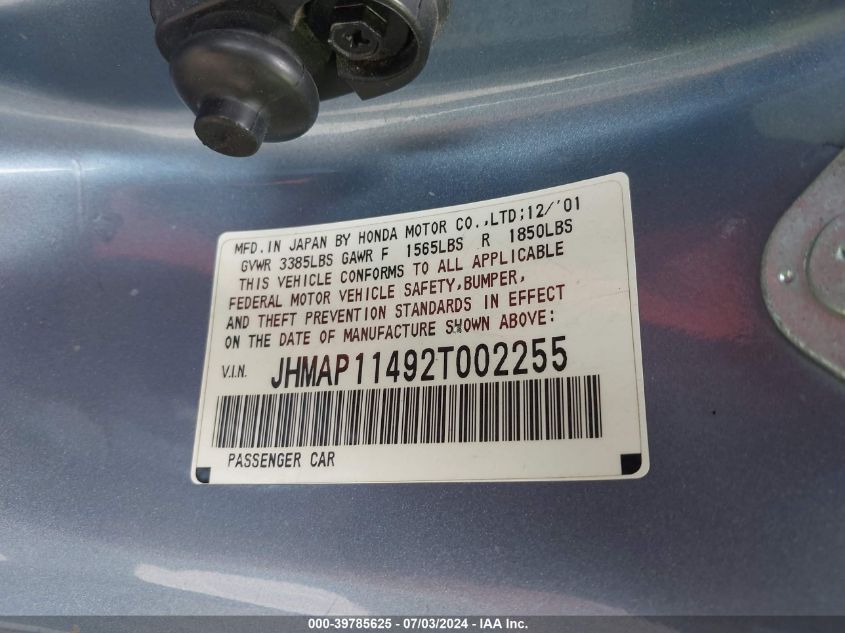 MFD. IN JAPAN BY HONDA MOTOR CO.,LTD;12/'01
GVWR 3385LBS GAWR F 1565LBS R 1850LBS
THIS VEHICLE CONFORMS TO ALL APPLICABLE
FEDERAL MOTOR VEHICLE SAFETY,BUMPER,
AND THEFT PREVENTION STANDARDS IN EFFECT
ON THE DATE OF MANUFACTURE SHOWN ABOVE:
V.I.N. JHMAP11492T002255
PASSENGER CAR
000-39785625 - 07/03/2024 - IMG_004